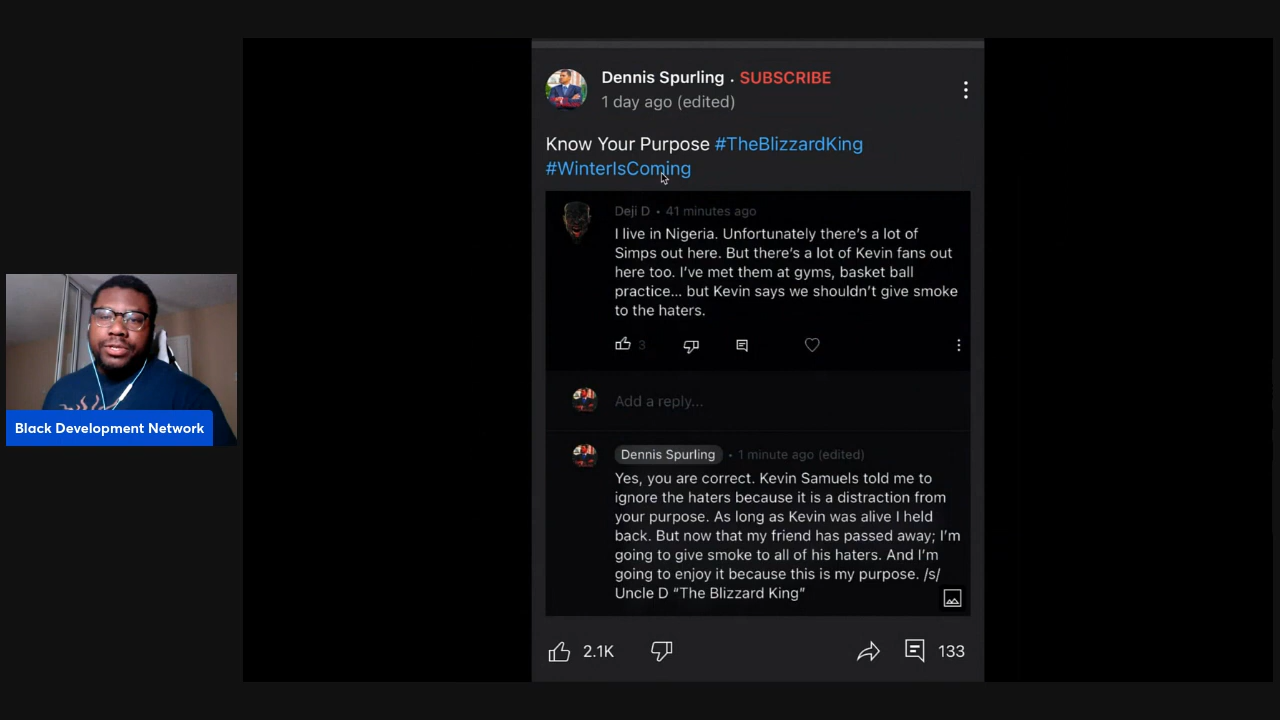 Dennis Spurling . SUBSCRIBE
1 day ago (edited)
Know Your Purpose #TheBlizzardKing
#WinterIsComing
Deji D • 41 minutes ago
I live in Nigeria. Unfortunately there's a lot of
Simps out here. But there's a lot of Kevin fans out
here too. I've met them at gyms, basket ball
practice... but Kevin says we shouldn't give smoke
to the haters.
3
Add a reply...
Dennis Spurling • 1 minute ago (edited)
Yes, you are correct. Kevin Samuels told me to
ignore the haters because it is a distraction from
your purpose. As long as Kevin was alive I held
back. But now that my friend has passed away; I'm
going to give smoke to all of his haters. And I'm
going to enjoy it because this is my purpose. /s/
Uncle D "The Blizzard King"
2.1K
133
Black Development Network